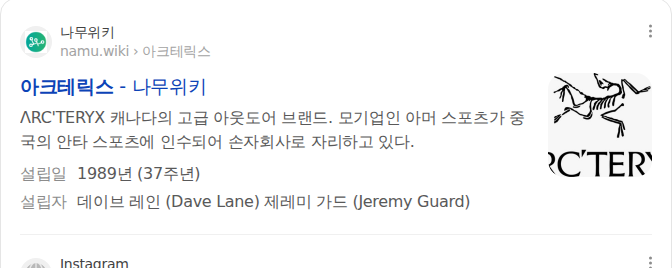 나무위키
namu.wiki › 아크테릭스
아크테릭스 - 나무위키
ΛRC'TERYX 캐나다의 고급 아웃도어 브랜드. 모기업인 아머 스포츠가 중
국의 안타 스포츠에 인수되어 손자회사로 자리하고 있다.
RC'TERY
설립일 1989년 (37주년)
설립자 데이브 레인 (Dave Lane) 제레미 가드 (Jeremy Guard)
Instagram